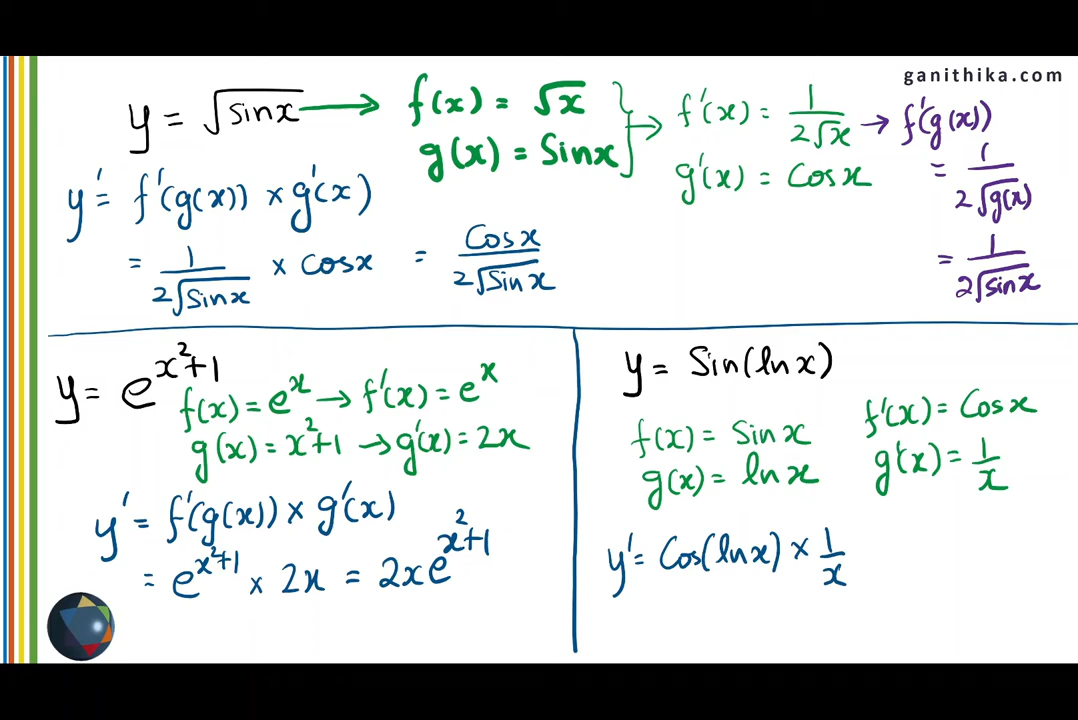 ganithika.com
y = √sinx → f(x) = √x
g(x) = Sinx
→ f'(x) = 1/(2√x) → f'(g(x))
g'(x) = Cosx
= 1/(2√g(x))
= 1/(2√sinx)
y' = f'(g(x)) × g'(x)
= 1/(2√Sinx) × Cosx = Cosx/(2√Sinx)
y = e^(x²+1)
f(x) = e^x → f'(x) = e^x
g(x) = x²+1 → g'(x) = 2x
y' = f'(g(x)) × g'(x)
= e^(x²+1) × 2x = 2xe^(x²+1)
y = Sin(lnx)
f(x) = Sinx f'(x) = Cosx
g(x) = lnx g'(x) = 1/x
y' = Cos(lnx) × 1/x